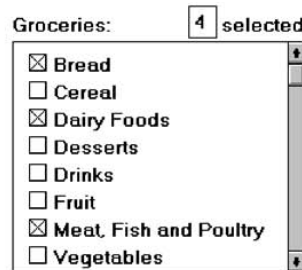 Groceries: 4 selected
Bread
Cereal
Dairy Foods
Desserts
Drinks
Fruit
Meat, Fish and Poultry
Vegetables